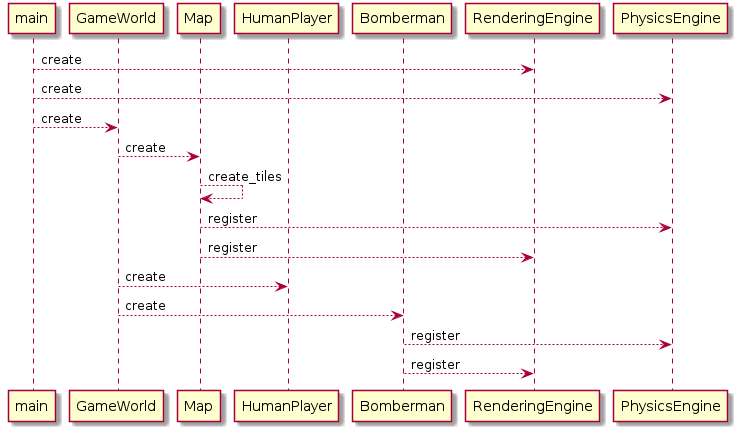 main GameWorld Map HumanPlayer Bomberman RenderingEngine PhysicsEngine
create
create
create
create
create_tiles
register
register
create
create
register
register
main GameWorld Map HumanPlayer Bomberman RenderingEngine PhysicsEngine